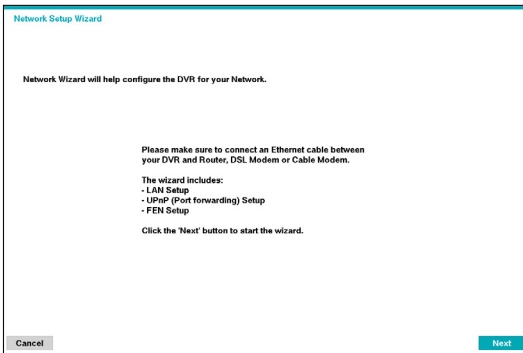 Network Setup Wizard
Network Wizard will help configure the DVR for your Network.
Please make sure to connect an Ethernet cable between
your DVR and Router, DSL Modem or Cable Modem.
The wizard includes:
- LAN Setup
- UPnP (Port forwarding) Setup
- FEN Setup
Click the 'Next' button to start the wizard.
Cancel
Next